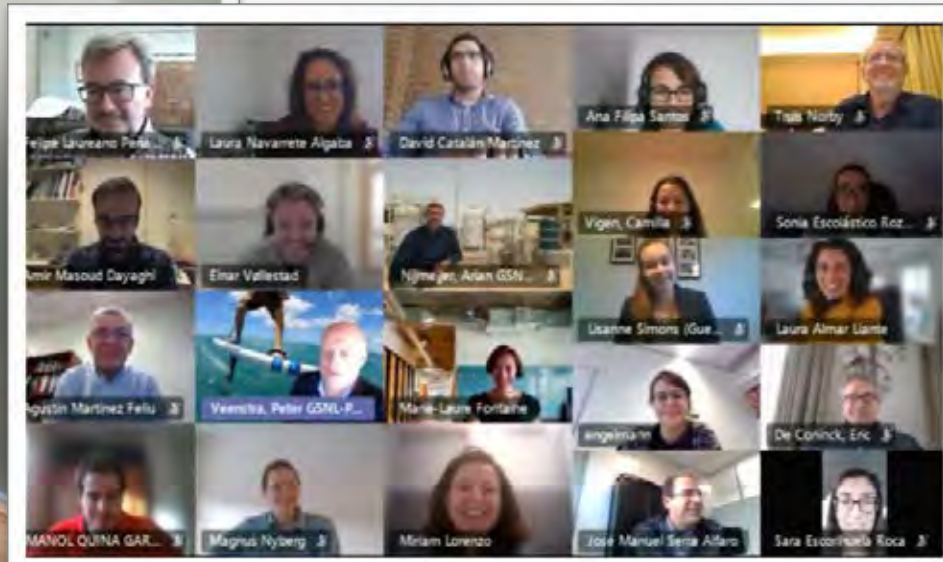 Felipe Laureano Peña...
Laura Navarrete Algaba
David Catalán Martínez
Ana Filipa Santos
Truls Norby
Amir Masoud Dayaghi
Einar Vøllestad
Nijmeijer, Arian GSN...
Vigen, Camilla
Sonia Escolástico Roz...
Lisanne Simons (Gue...
Laura Almar Liante
Agustin Martinez Feliu
Veenstra, Peter GSNL-P...
Marie-Laure Fontaine
engelmann
De Coninck, Eric
MANOL QUINA GAR...
Magnus Nyberg
Miriam Lorenzo
Jose Manuel Serra Alfaro
Sara Escorihuela Roca